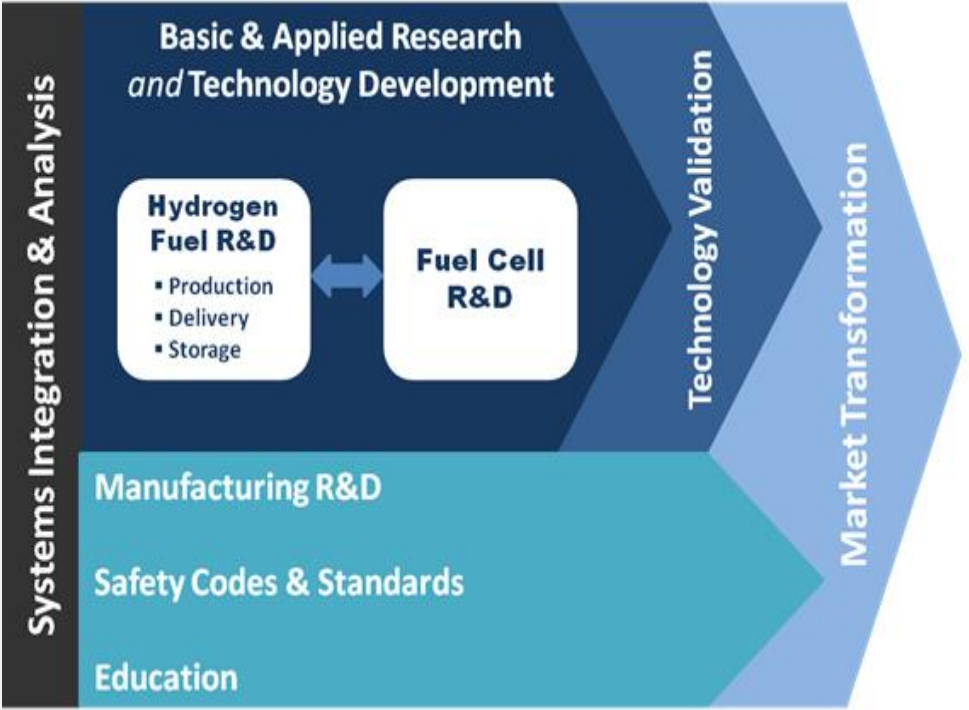 Systems Integration & Analysis
Basic & Applied Research
and Technology Development
Hydrogen
Fuel R&D
▪ Production
▪ Delivery
▪ Storage
Fuel Cell
R&D
Technology Validation
Market Transformation
Manufacturing R&D
Safety Codes & Standards
Education